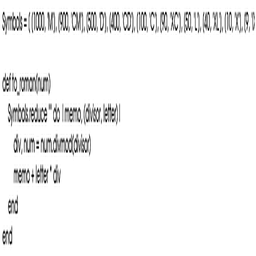 Symbols = { {1000, 'M'}, {900, 'CM'}, {500, 'D'}, {400, 'CD'}, {100, 'C'}, {90, 'XC'}, {50, 'L'}, {40, 'XL'}, {10, 'X'}, {9, 'I
def to_roman(num)
Symbols.reduce "" do | memo, (divisor, letter) |
div, num = num.divmod(divisor)
memo + letter * div
end
end